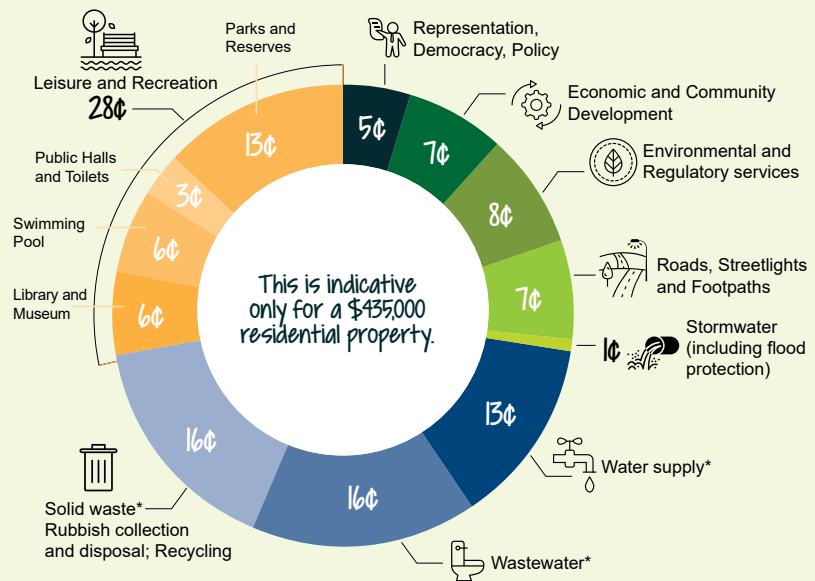 Parks and
Reserves
Representation,
Democracy, Policy
Leisure and Recreation
28¢
Economic and Community
Development
Environmental and
Regulatory services
Roads, Streetlights
and Footpaths
1¢
Stormwater
(including flood
protection)
Water supply*
Wastewater*
Solid waste*
Rubbish collection
and disposal; Recycling
Library and
Museum
Swimming
Pool
Public Halls
and Toilets
13¢
5¢
7¢
8¢
7¢
13¢
16¢
16¢
6¢
6¢
3¢
This is indicative
only for a $435,000
residential property.